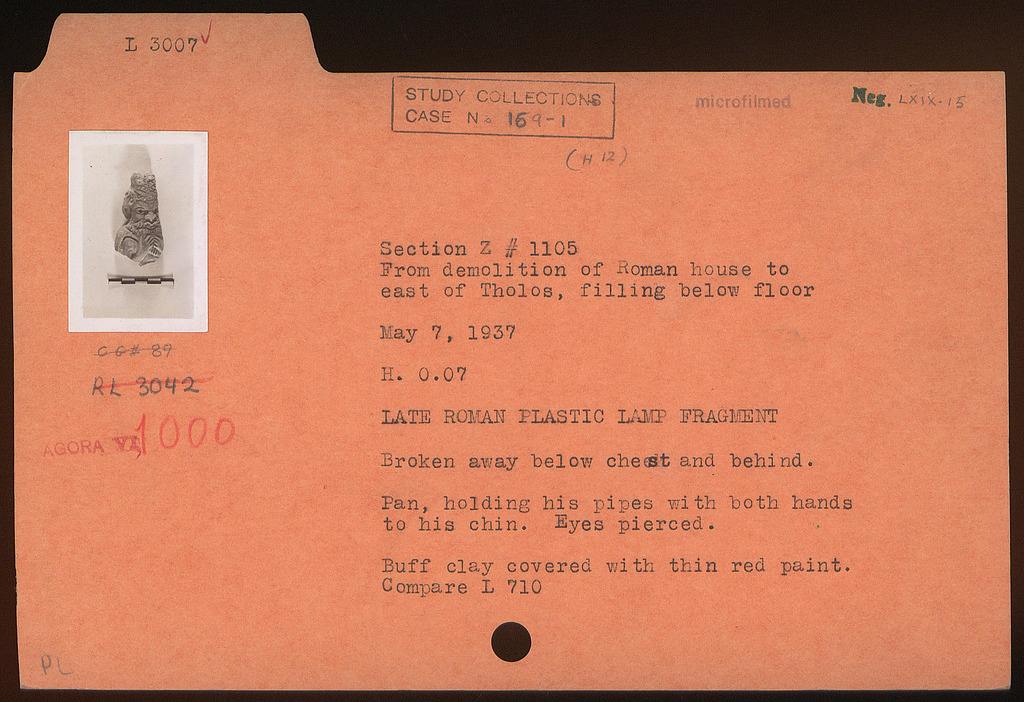 L 3007
STUDY COLLECTIONS
CASE No 169-1
microfilmed
Neg. LXIX-15
(H 12)
Section Z # 1105
From demolition of Roman house to
east of Tholos, filling below floor
May 7, 1937
H. 0.07
LATE ROMAN PLASTIC LAMP FRAGMENT
Broken away below chest and behind.
Pan, holding his pipes with both hands
to his chin. Eyes pierced.
Buff clay covered with thin red paint.
Compare L 710
CG# 89
RL 3042
AGORA VI, 1000
PL